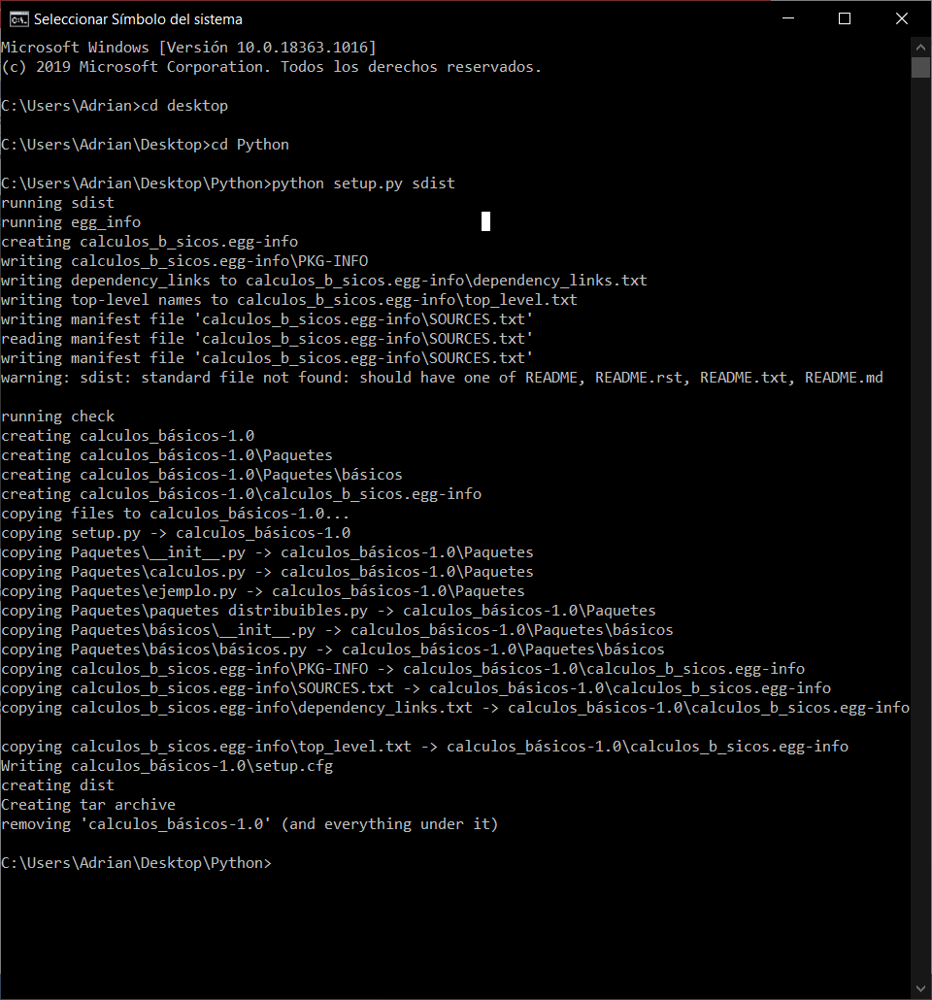 Seleccionar Símbolo del sistema
Microsoft Windows [Versión 10.0.18363.1016]
(c) 2019 Microsoft Corporation. Todos los derechos reservados.
C:\Users\Adrian>cd desktop
C:\Users\Adrian\Desktop>cd Python
C:\Users\Adrian\Desktop\Python>python setup.py sdist
running sdist
running egg_info
creating calculos_b_sicos.egg-info
writing calculos_b_sicos.egg-info\PKG-INFO
writing dependency_links to calculos_b_sicos.egg-info\dependency_links.txt
writing top-level names to calculos_b_sicos.egg-info\top_level.txt
writing manifest file 'calculos_b_sicos.egg-info\SOURCES.txt'
reading manifest file 'calculos_b_sicos.egg-info\SOURCES.txt'
writing manifest file 'calculos_b_sicos.egg-info\SOURCES.txt'
warning: sdist: standard file not found: should have one of README, README.rst, README.txt, README.md
running check
creating calculos_básicos-1.0
creating calculos_básicos-1.0\Paquetes
creating calculos_básicos-1.0\Paquetes\básicos
creating calculos_básicos-1.0\calculos_b_sicos.egg-info
copying files to calculos_básicos-1.0...
copying setup.py -> calculos_básicos-1.0
copying Paquetes\__init__.py -> calculos_básicos-1.0\Paquetes
copying Paquetes\calculos.py -> calculos_básicos-1.0\Paquetes
copying Paquetes\ejemplo.py -> calculos_básicos-1.0\Paquetes
copying Paquetes\paquetes distribuibles.py -> calculos_básicos-1.0\Paquetes
copying Paquetes\básicos\__init__.py -> calculos_básicos-1.0\Paquetes\básicos
copying Paquetes\básicos\básicos.py -> calculos_básicos-1.0\Paquetes\básicos
copying calculos_b_sicos.egg-info\PKG-INFO -> calculos_básicos-1.0\calculos_b_sicos.egg-info
copying calculos_b_sicos.egg-info\SOURCES.txt -> calculos_básicos-1.0\calculos_b_sicos.egg-info
copying calculos_b_sicos.egg-info\dependency_links.txt -> calculos_básicos-1.0\calculos_b_sicos.egg-info
copying calculos_b_sicos.egg-info\top_level.txt -> calculos_básicos-1.0\calculos_b_sicos.egg-info
Writing calculos_básicos-1.0\setup.cfg
creating dist
Creating tar archive
removing 'calculos_básicos-1.0' (and everything under it)
C:\Users\Adrian\Desktop\Python>